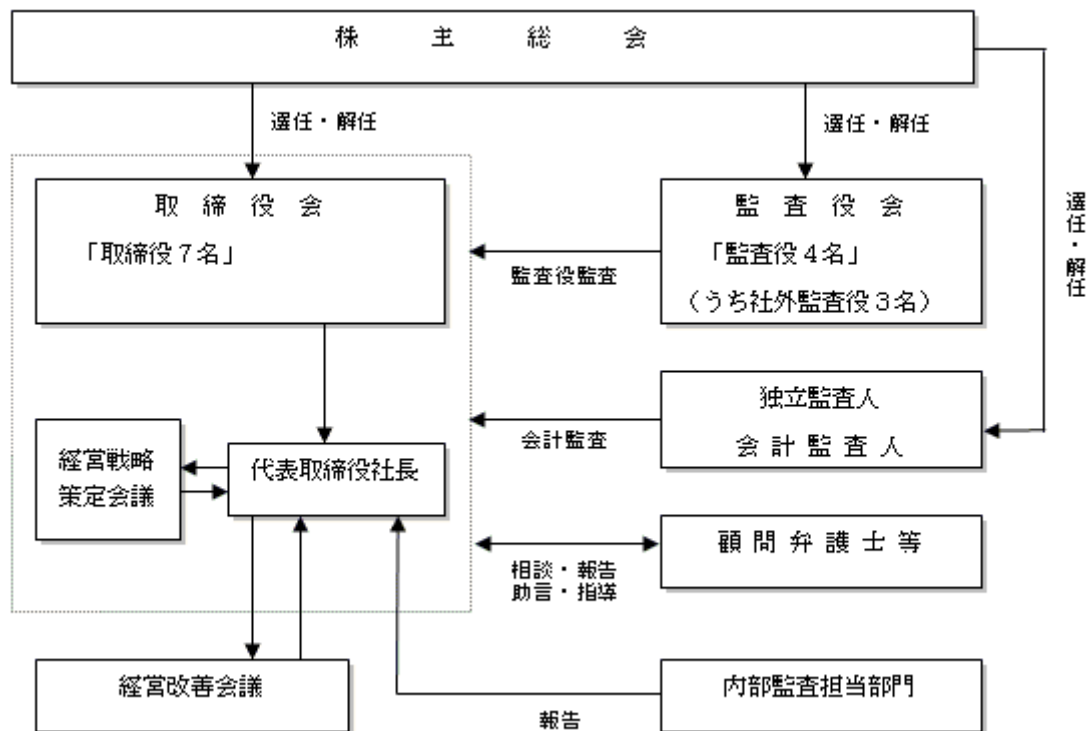 株主総会
選任・解任
選任・解任
選任・解任
取締役会
「取締役7名」
監査役会
「監査役4名」
(うち社外監査役3名)
監査役監査
独立監査人
会計監査人
会計監査
経営戦略
策定会議
代表取締役社長
顧問弁護士等
相談・報告
助言・指導
経営改善会議
内部監査担当部門
報告